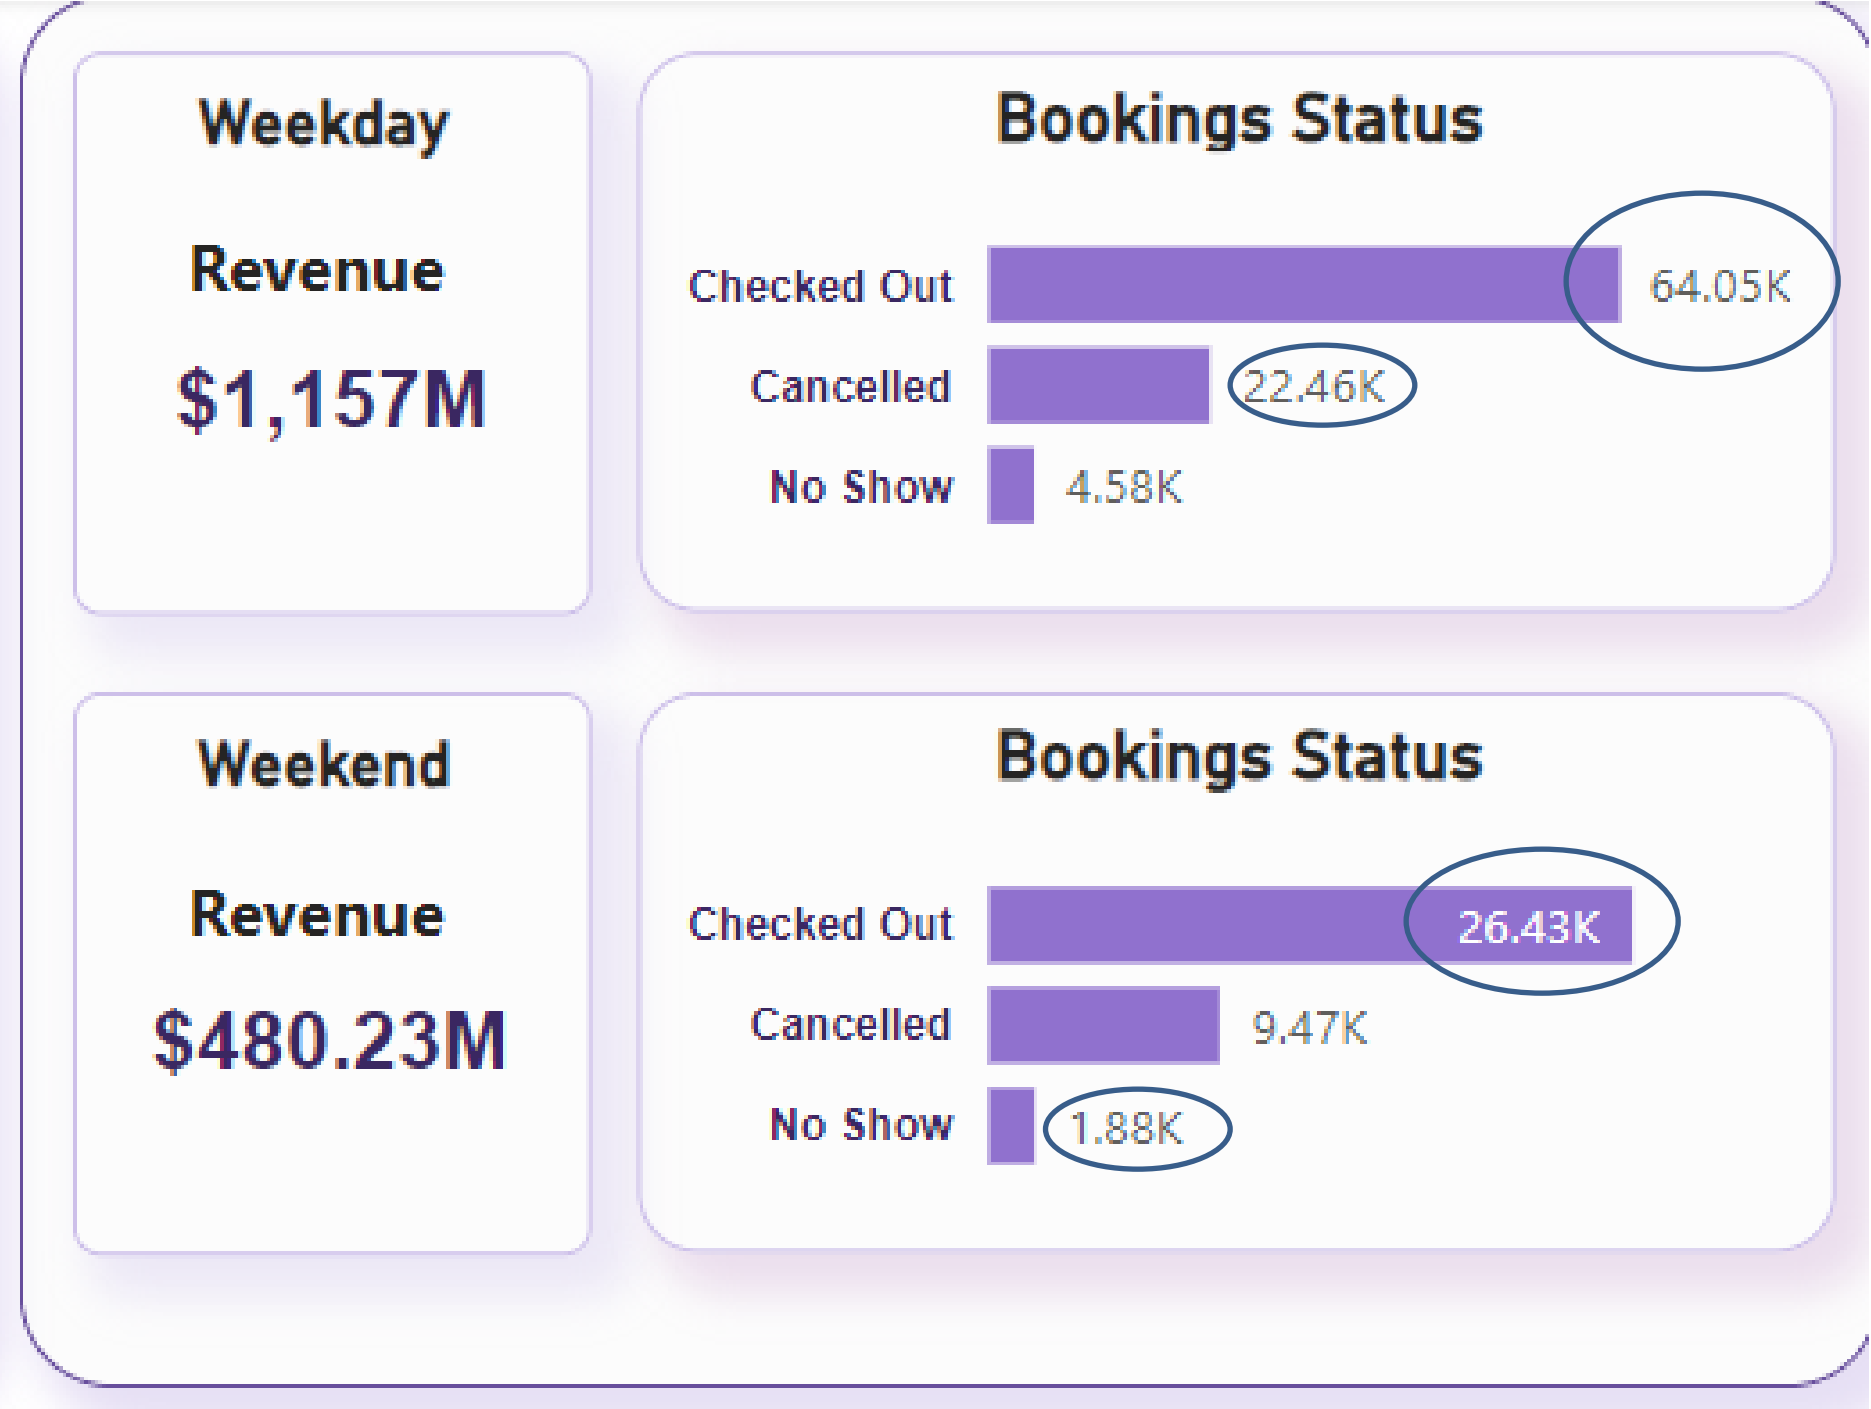 Weekday
Revenue
$1,157M
Bookings Status
Checked Out 64.05K
Cancelled 22.46K
No Show 4.58K
Weekend
Revenue
$480.23M
Bookings Status
Checked Out 26.43K
Cancelled 9.47K
No Show 1.88K